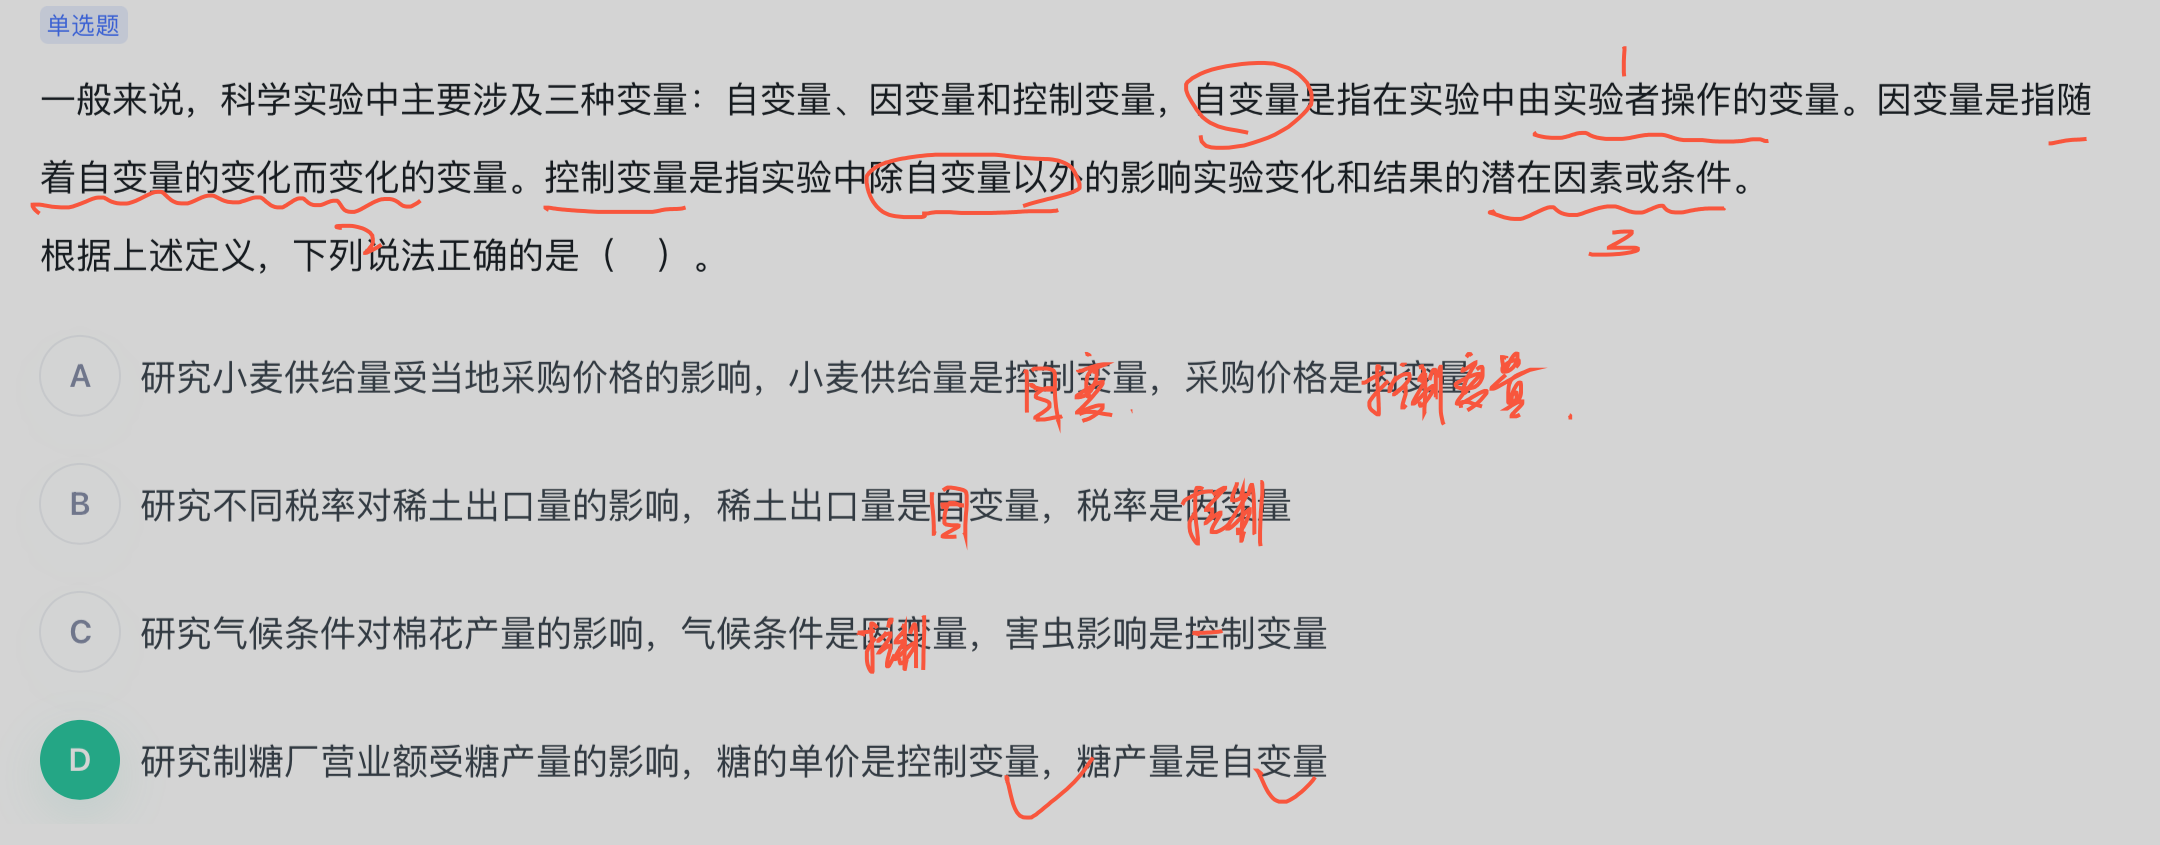 单选题
一般来说，科学实验中主要涉及三种变量：自变量、因变量和控制变量，自变量是指在实验中由实验者操作的变量。因变量是指随
着自变量的变化而变化的变量。控制变量是指实验中除自变量以外的影响实验变化和结果的潜在因素或条件。
根据上述定义，下列说法正确的是（ ）。
1
2
3
A 研究小麦供给量受当地采购价格的影响，小麦供给量是控制变量，采购价格是因变量
因变
控制变量
B 研究不同税率对稀土出口量的影响，稀土出口量是自变量，税率是因变量
因
控制
C 研究气候条件对棉花产量的影响，气候条件是因变量，害虫影响是控制变量
控制
D 研究制糖厂营业额受糖产量的影响，糖的单价是控制变量，糖产量是自变量